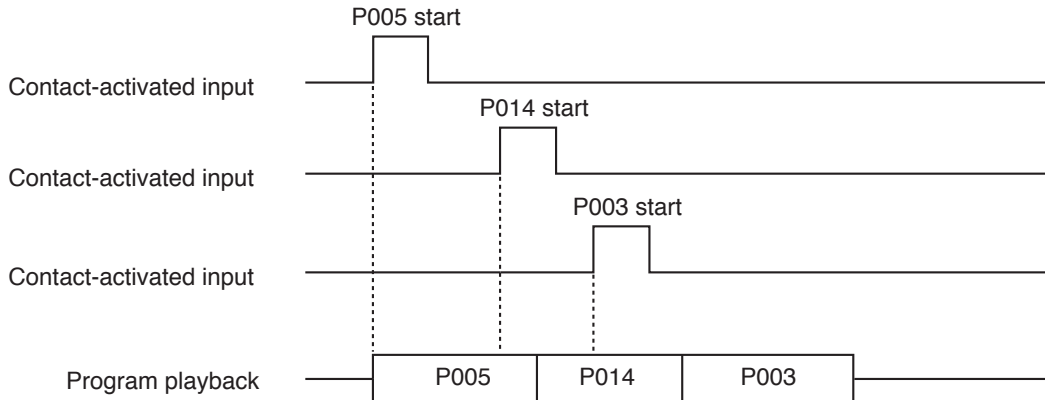 P005 start
Contact-activated input
P014 start
Contact-activated input
P003 start
Contact-activated input
Program playback
P005
P014
P003